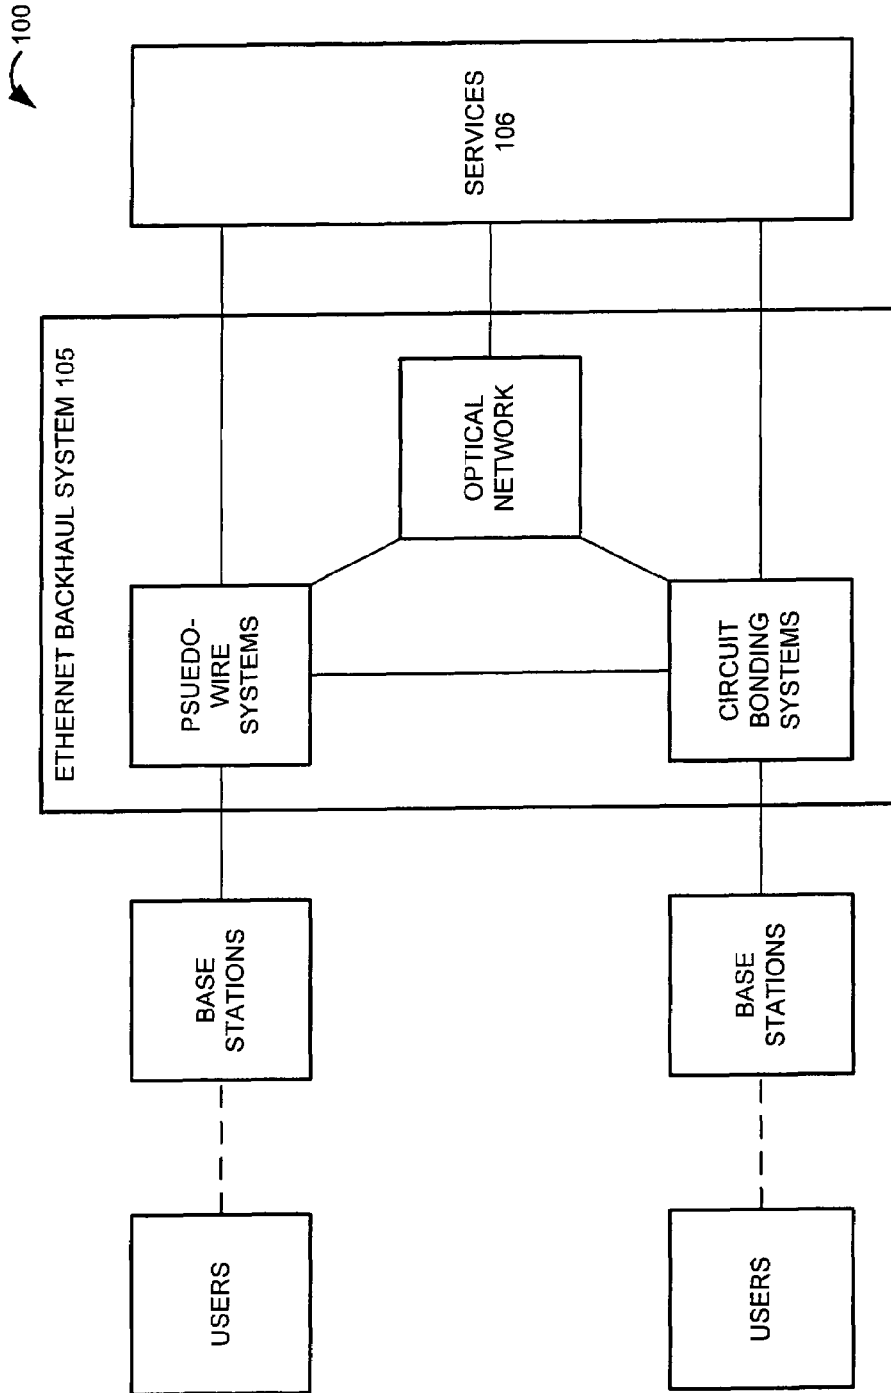 100
ETHERNET BACKHAUL SYSTEM 105
USERS
BASE
STATIONS
PSUEDO-
WIRE
SYSTEMS
OPTICAL
NETWORK
SERVICES
106
USERS
BASE
STATIONS
CIRCUIT
BONDING
SYSTEMS